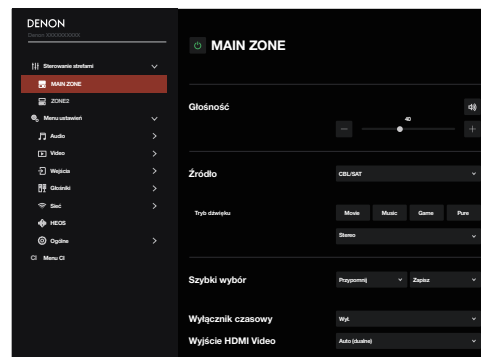 DENON
Denon XXXXXXXXXX
Sterowanie strefami
MAIN ZONE
ZONE2
Menu ustawień
Audio
Video
Wejścia
Głośniki
Sieć
HEOS
Ogólne
CI Menu CI
MAIN ZONE
Głośność
40
Źródło
CBL/SAT
Tryb dźwięku
Movie Music Game Pure
Stereo
Szybki wybór
Przypomnij Zapisz
Wyłącznik czasowy
Wył.
Wyjście HDMI Video
Auto (dualne)